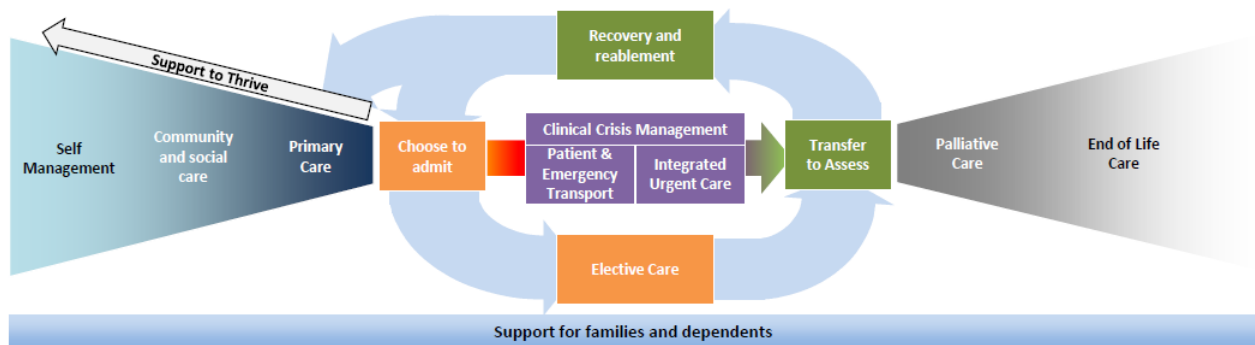 Support to Thrive
Self
Management
Community
and social
care
Primary
Care
Choose to
admit
Recovery and
reablement
Clinical Crisis Management
Patient &
Emergency
Transport
Integrated
Urgent Care
Elective Care
Transfer
to Assess
Palliative
Care
End of Life
Care
Support for families and dependents